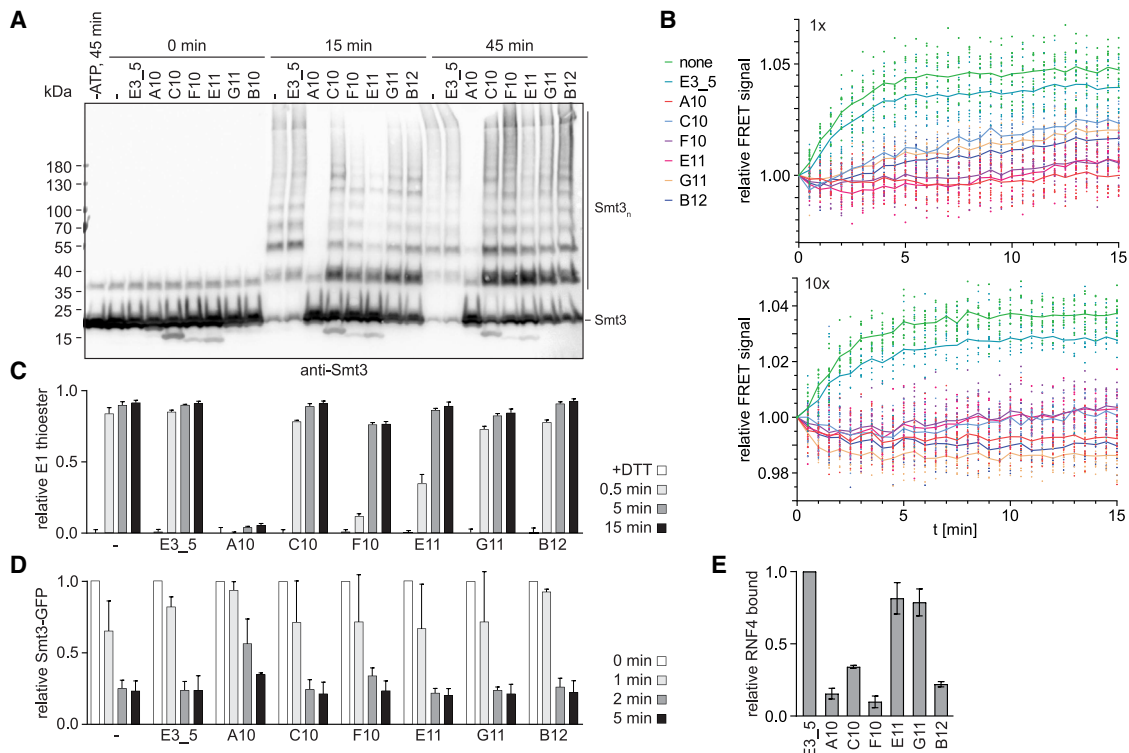 A
-ATP, 45 min
0 min
15 min
45 min
-
E3_5
A10
C10
F10
E11
G11
B10
-
E3_5
A10
C10
F10
E11
G11
B12
-
E3_5
A10
C10
F10
E11
G11
B12
kDa
180
130
100
70
55
40
35
25
15
Smt3n
Smt3
anti-Smt3
B
none
E3_5
A10
C10
F10
E11
G11
B12
1x
relative FRET signal
1.05
1.00
0 5 10 15
10x
relative FRET signal
1.04
1.02
1.00
0.98
0 5 10 15
t [min]
C
relative E1 thioester
1.0
0.5
0.0
- E3_5 A10 C10 F10 E11 G11 B12
+DTT
0.5 min
5 min
15 min
D
relative Smt3-GFP
1.0
0.5
0.0
- E3_5 A10 C10 F10 E11 G11 B12
0 min
1 min
2 min
5 min
E
relative RNF4 bound
1.0
0.5
0.0
E3_5
A10
C10
F10
E11
G11
B12